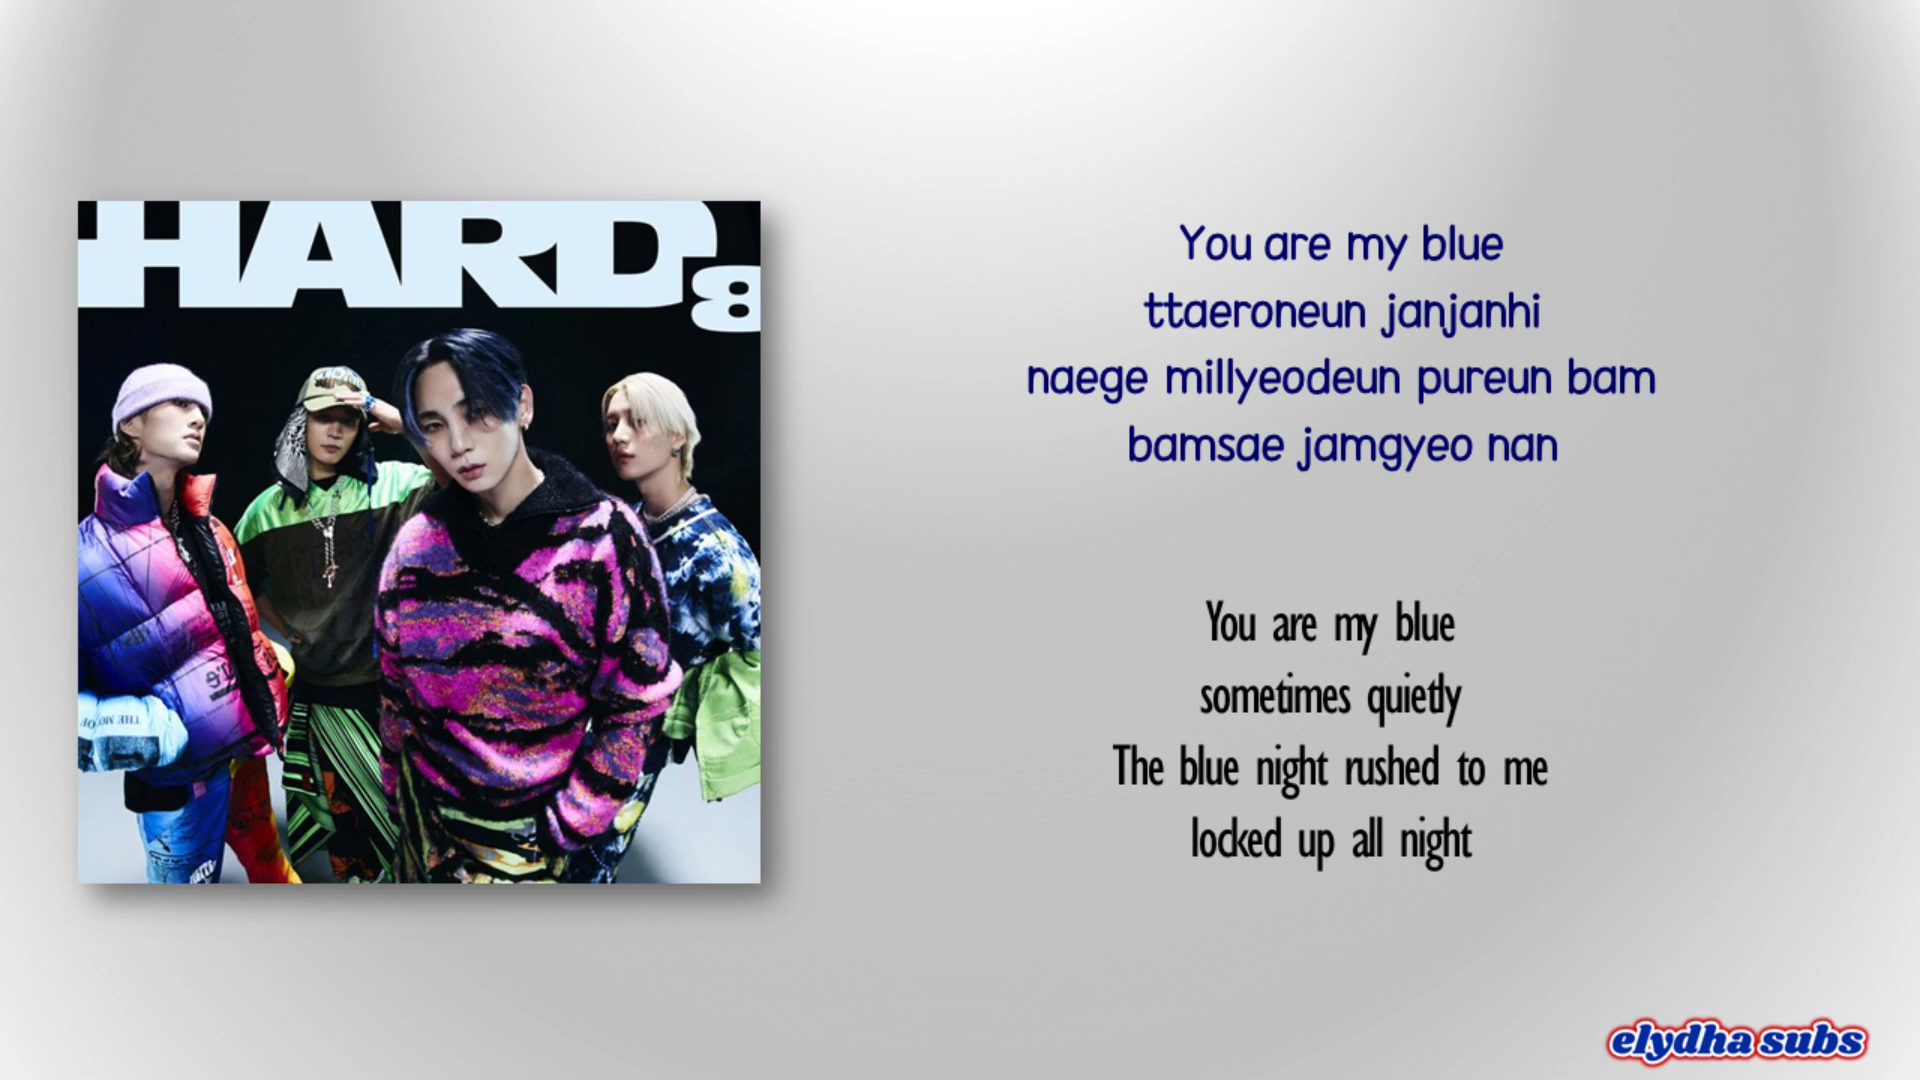 HARD
8
You are my blue
ttaeroneun janjanhi
naege millyeodeun pureun bam
bamsae jamgyeo nan
You are my blue
sometimes quietly
The blue night rushed to me
locked up all night
elydha subs